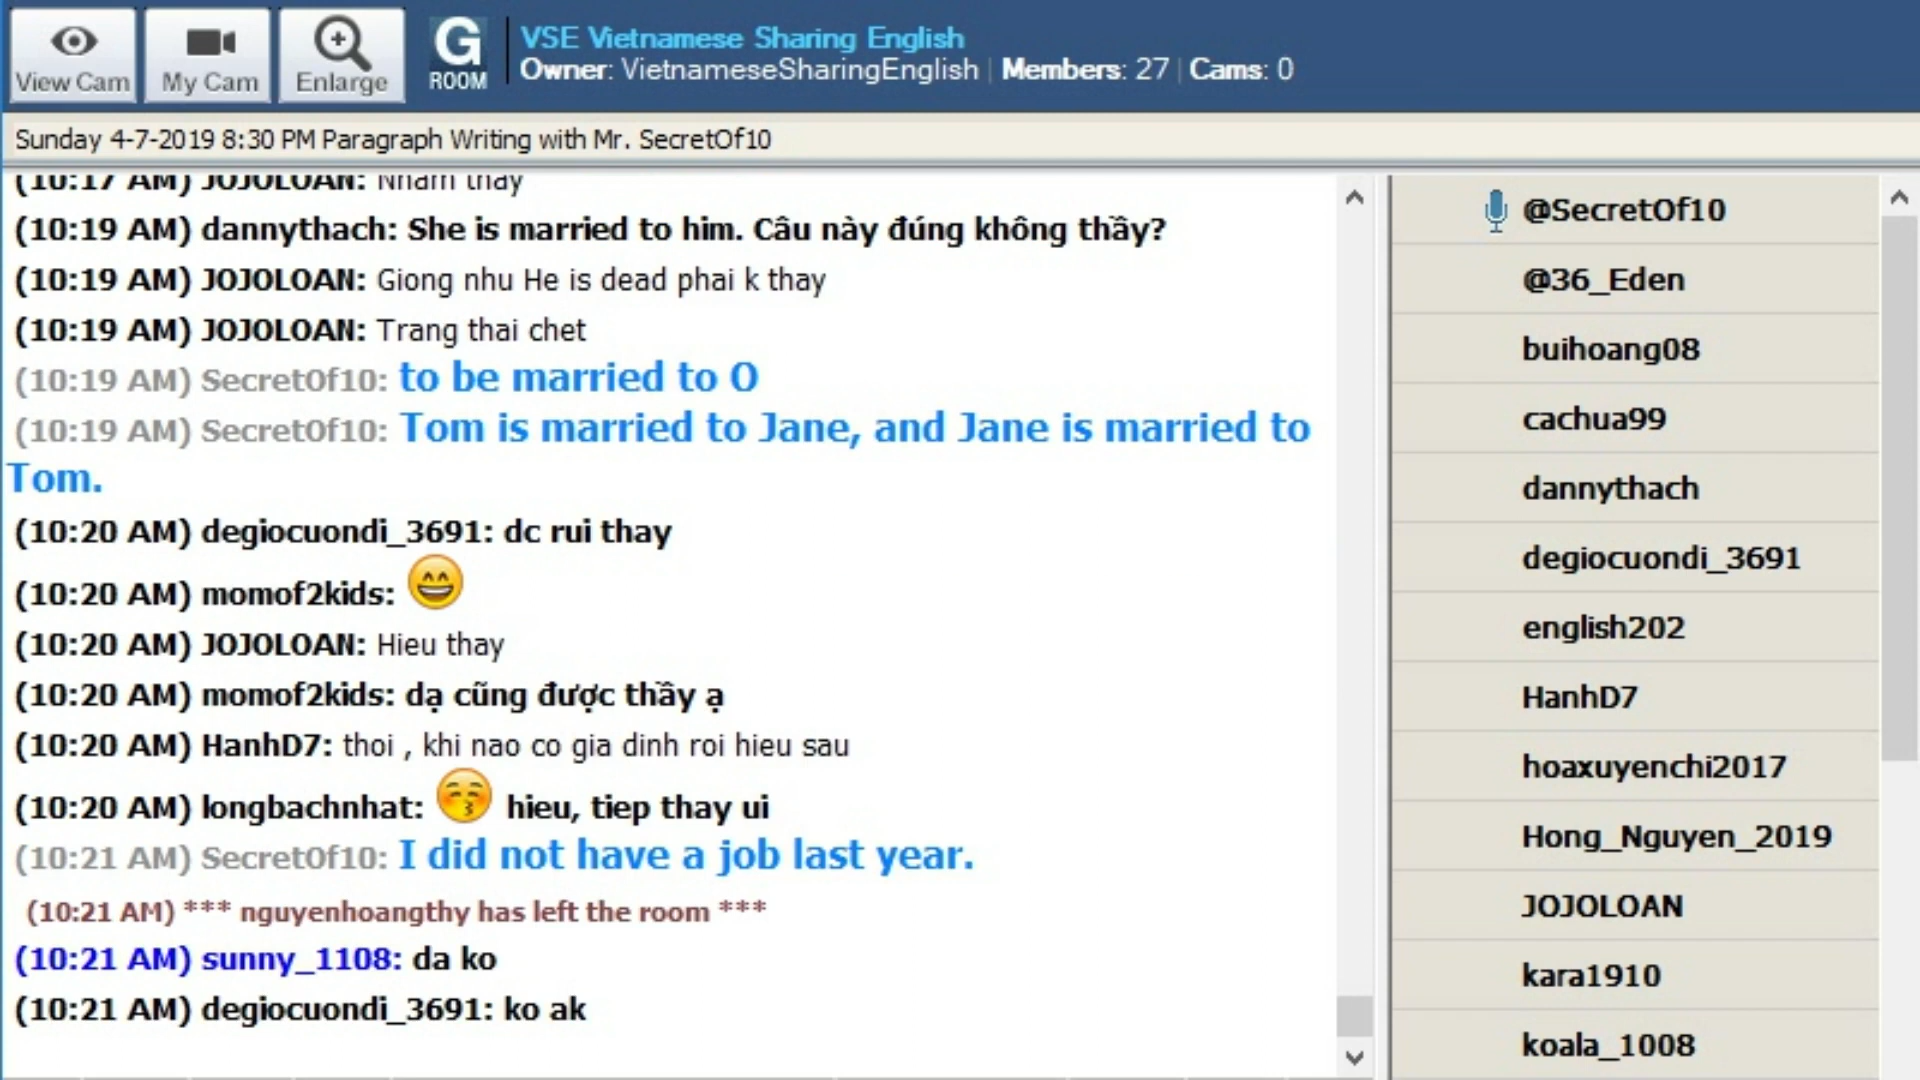 View Cam
My Cam
Enlarge
G
ROOM
VSE Vietnamese Sharing English
Owner: VietnameseSharingEnglish | Members: 27 | Cams: 0
Sunday 4-7-2019 8:30 PM Paragraph Writing with Mr. SecretOf10
(10:17 AM) JOJOLOAN: Nham thay
(10:19 AM) dannythach: She is married to him. Câu này đúng không thầy?
(10:19 AM) JOJOLOAN: Giong nhu He is dead phai k thay
(10:19 AM) JOJOLOAN: Trang thai chet
(10:19 AM) SecretOf10: to be married to O
(10:19 AM) SecretOf10: Tom is married to Jane, and Jane is married to
Tom.
(10:20 AM) degiocuondi_3691: dc rui thay
(10:20 AM) momof2kids:
(10:20 AM) JOJOLOAN: Hieu thay
(10:20 AM) momof2kids: dạ cũng được thầy ạ
(10:20 AM) HanhD7: thoi , khi nao co gia dinh roi hieu sau
(10:20 AM) longbachnhat: hieu, tiep thay ui
(10:21 AM) SecretOf10: I did not have a job last year.
(10:21 AM) *** nguyenhoangthy has left the room ***
(10:21 AM) sunny_1108: da ko
(10:21 AM) degiocuondi_3691: ko ak
@SecretOf10
@36_Eden
buihoang08
cachua99
dannythach
degiocuondi_3691
english202
HanhD7
hoaxuyenchi2017
Hong_Nguyen_2019
JOJOLOAN
kara1910
koala_1008